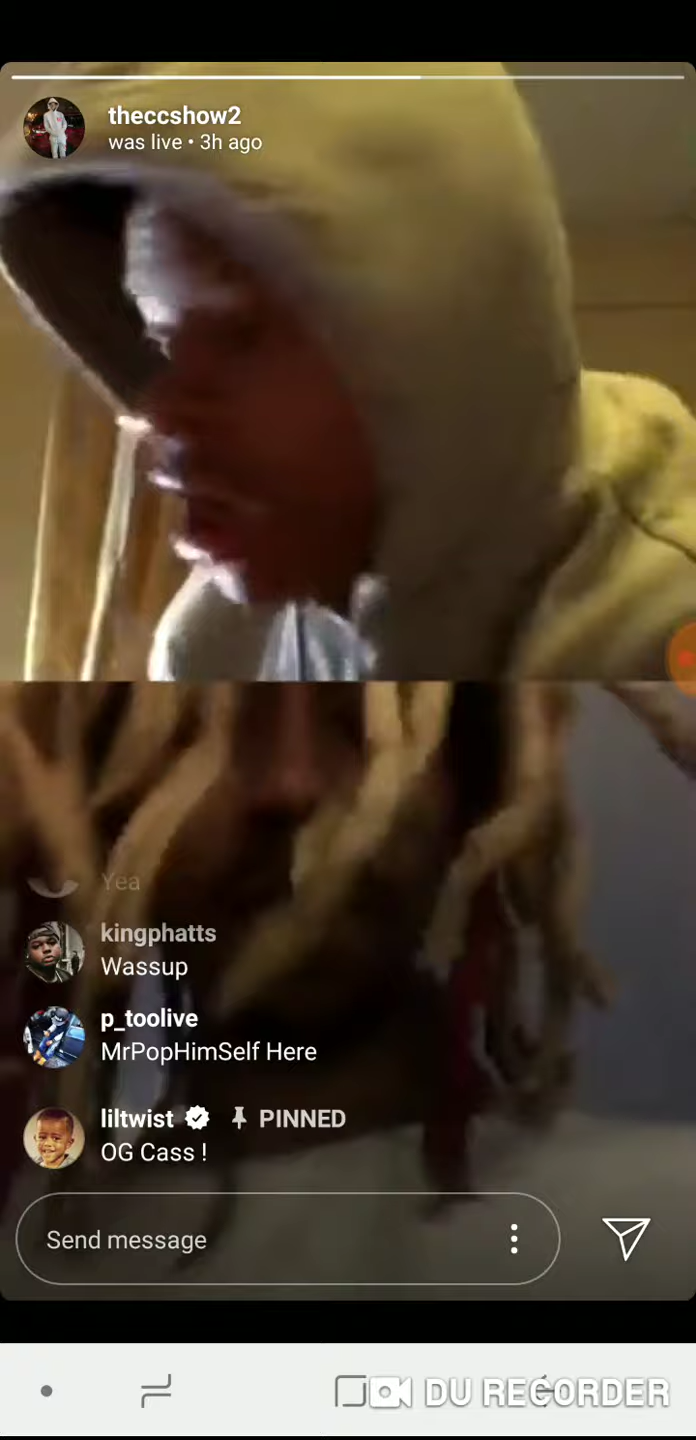 theccshow2
was live • 3h ago
Yea
kingphatts
Wassup
p_toolive
MrPopHimSelf Here
liltwist PINNED
OG Cass !
Send message
DU RECORDER